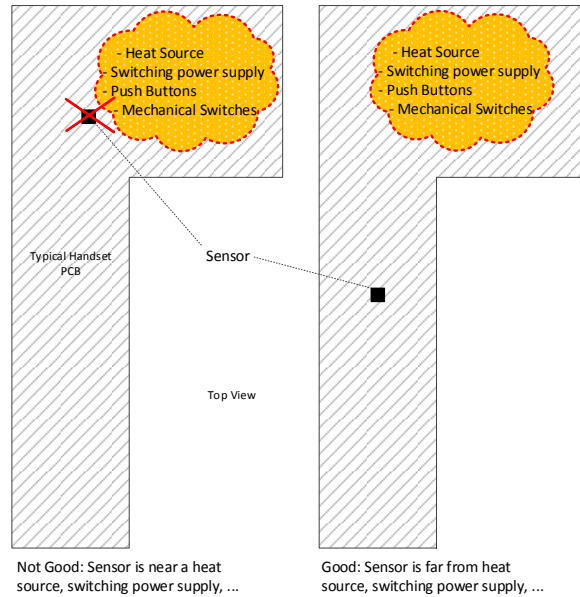 - Heat Source
- Switching power supply
- Push Buttons
- Mechanical Switches
- Heat Source
- Switching power supply
- Push Buttons
- Mechanical Switches
Typical Handset
PCB
Sensor
Top View
Not Good: Sensor is near a heat
source, switching power supply, ...
Good: Sensor is far from heat
source, switching power supply, ...